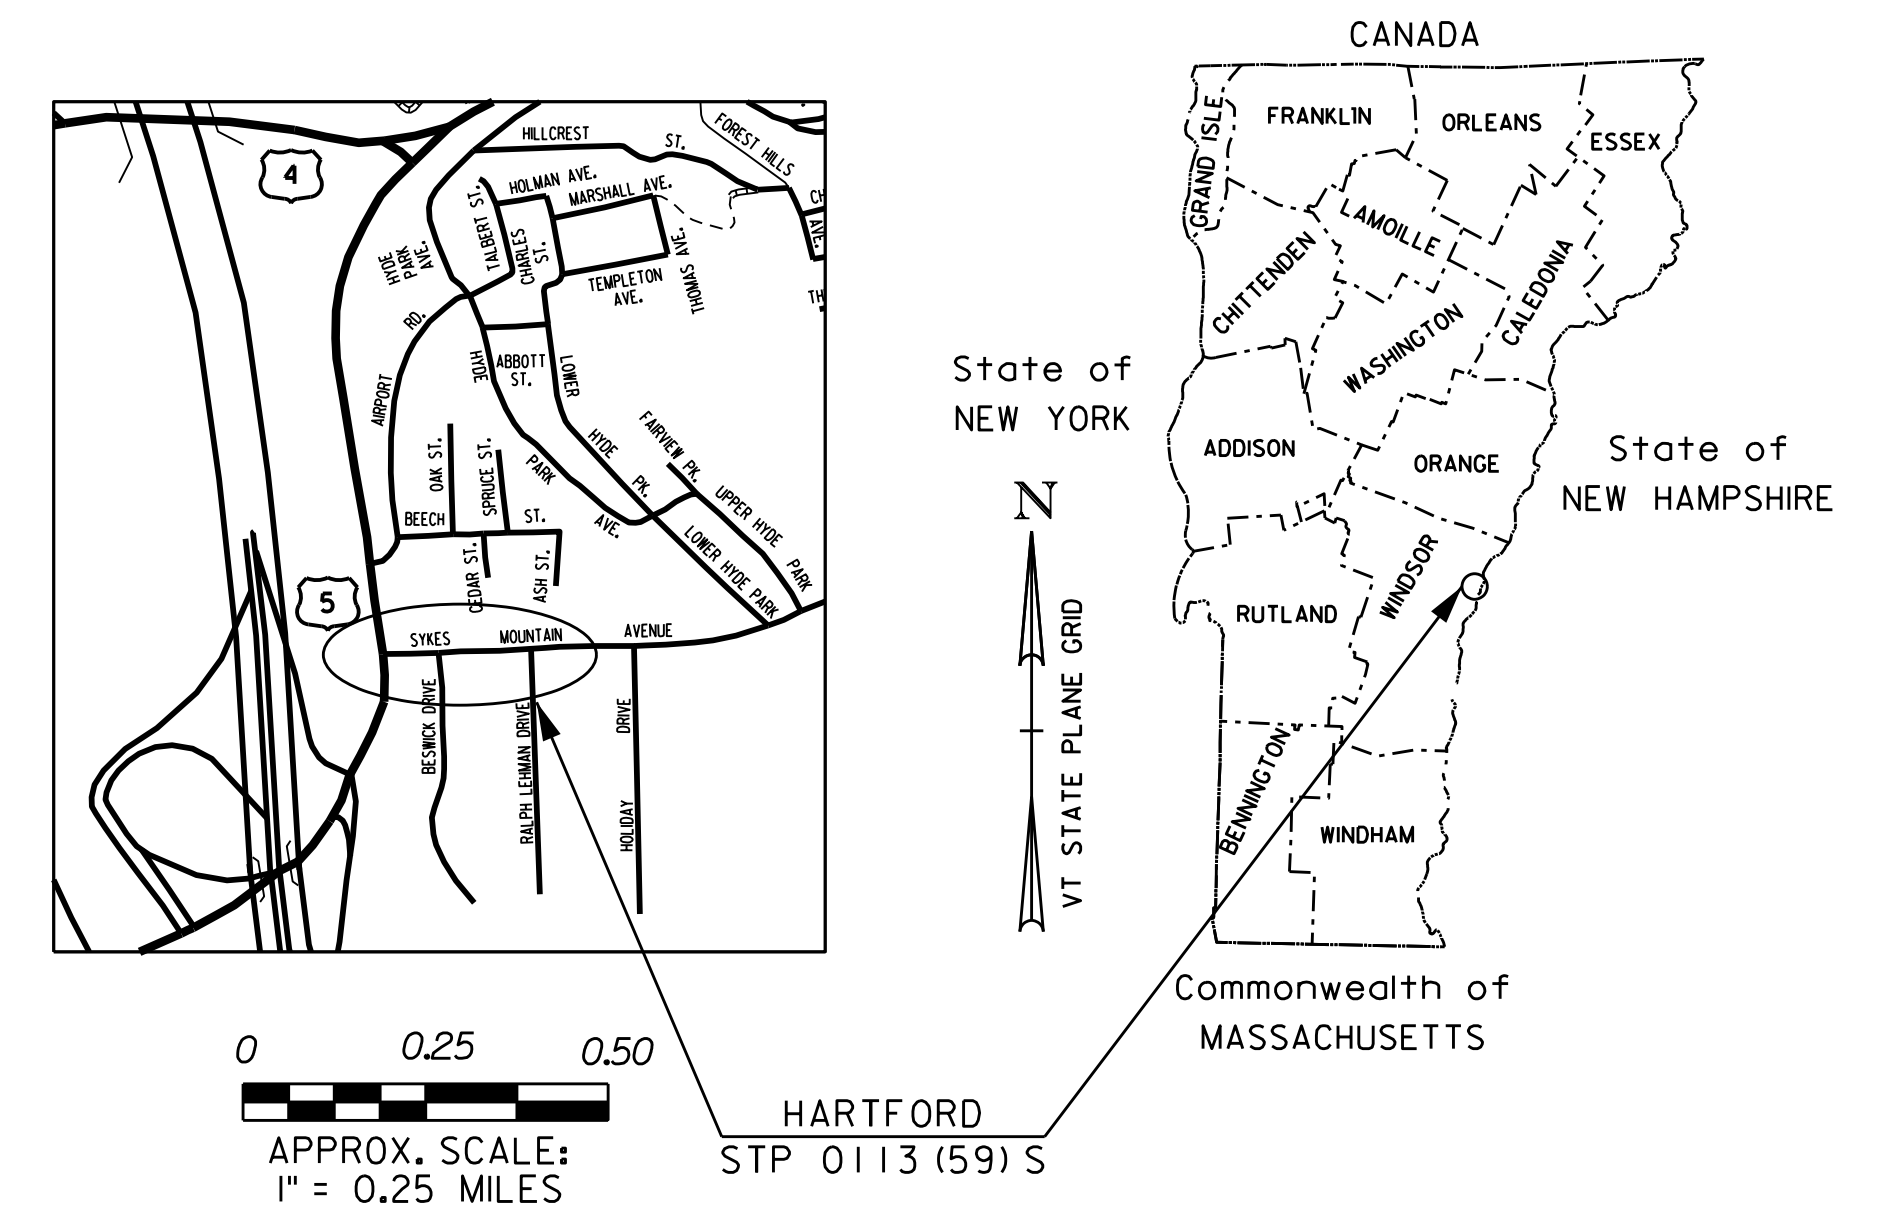 CANADA
GRAND ISLE
FRANKLIN
ORLEANS
ESSEX
LAMOILLE
CHITTENDEN
CALEDONIA
WASHINGTON
ADDISON
ORANGE
WINDSOR
RUTLAND
BENNINGTON
WINDHAM
State of
NEW YORK
State of
NEW HAMPSHIRE
Commonwealth of
MASSACHUSETTS
N
VT STATE PLANE GRID
4
HILLCREST ST.
FOREST HILLS
HOLMAN AVE.
MARSHALL AVE.
TALBERT ST.
CHARLES
ST.
CH
AVE.
HYDE
PARK
AVE.
TEMPLETON
AVE.
THOMAS AVE.
TH
AIRPORT RD.
ABBOTT
ST.
HYDE PARK AVE.
LOWER HYDE PK.
FAIRVIEW PK.
UPPER HYDE PARK
LOWER HYDE PARK
OAK ST.
SPRUCE ST.
BEECH ST.
CEDAR ST.
ASH ST.
5
SYKES MOUNTAIN AVENUE
BESWICK DRIVE
RALPH LEHMAN DRIVE
HOLIDAY DRIVE
0 0.25 0.50
APPROX. SCALE:
1" = 0.25 MILES
HARTFORD
STP 0113(59)S